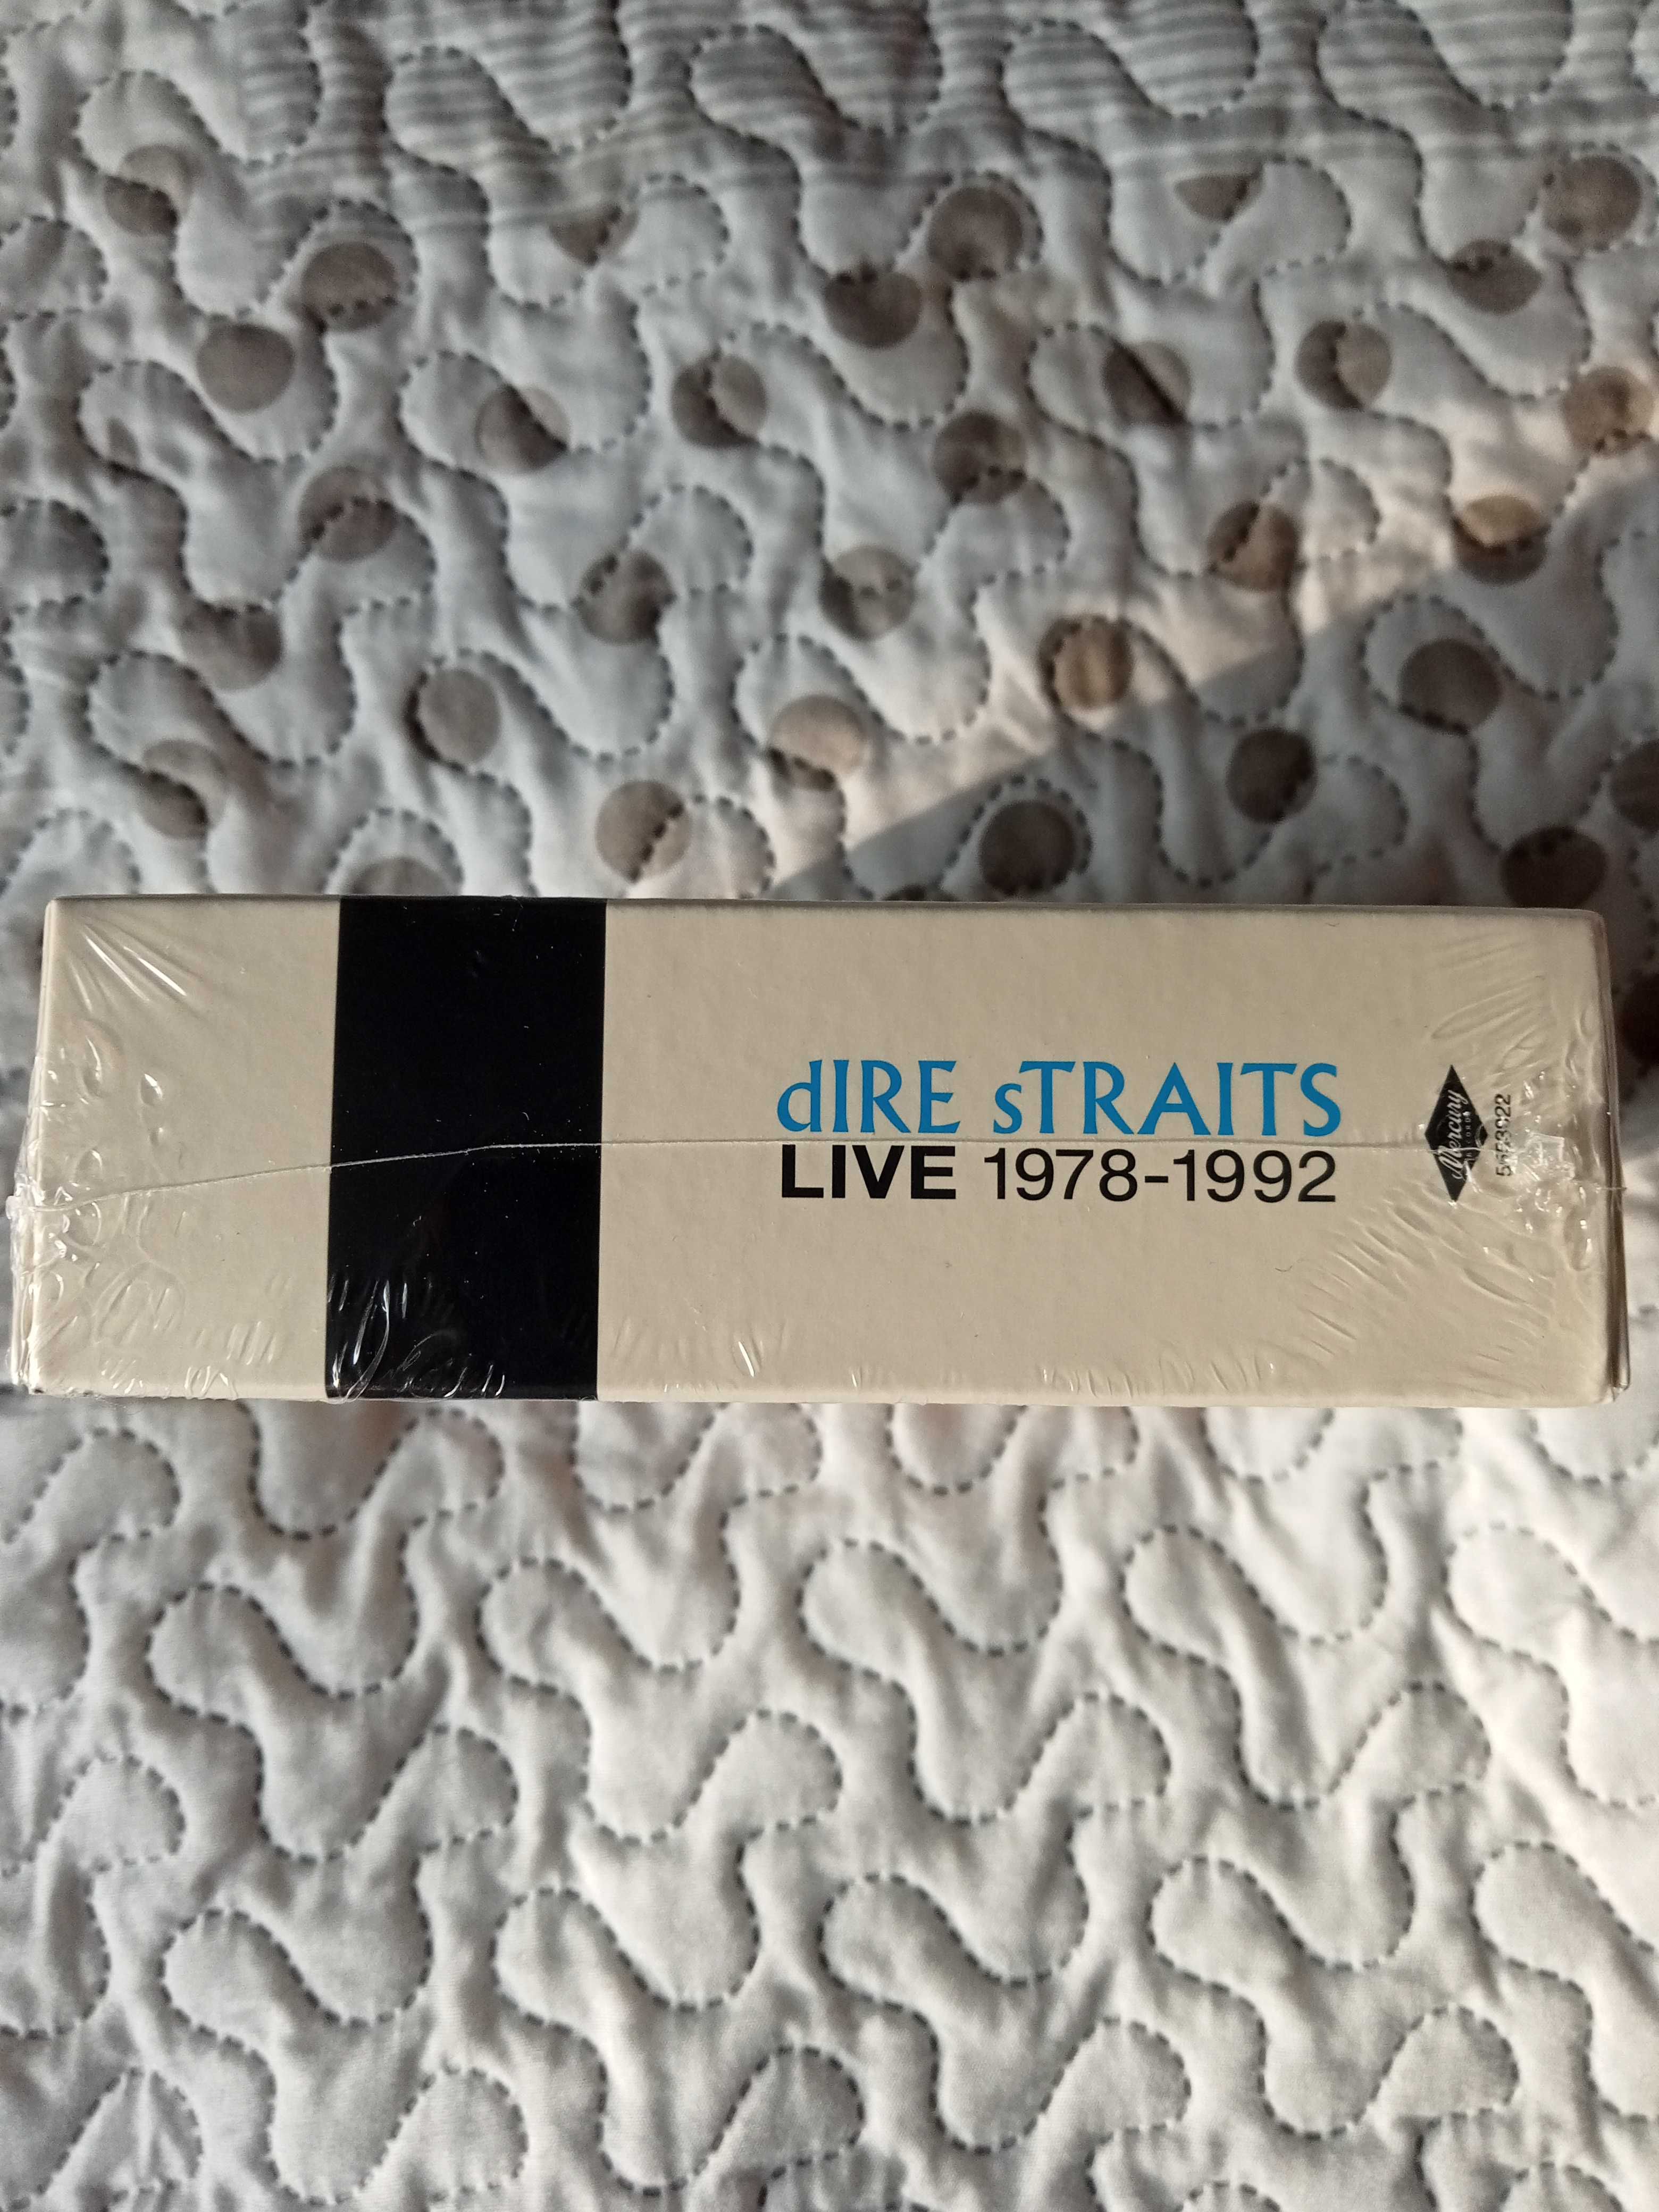 dIRE sTRAITS
LIVE 1978-1992
Mercury